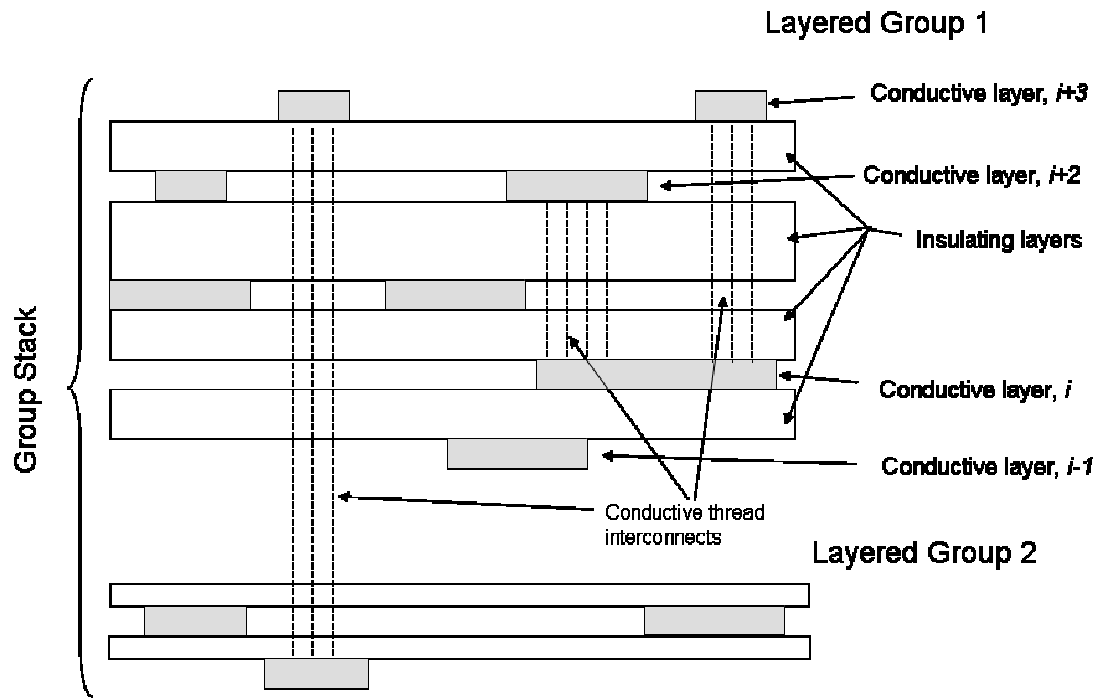 Layered Group 1
Conductive layer, i+3
Conductive layer, i+2
Insulating layers
Group Stack
Conductive layer, i
Conductive layer, i-1
Conductive thread
interconnects
Layered Group 2